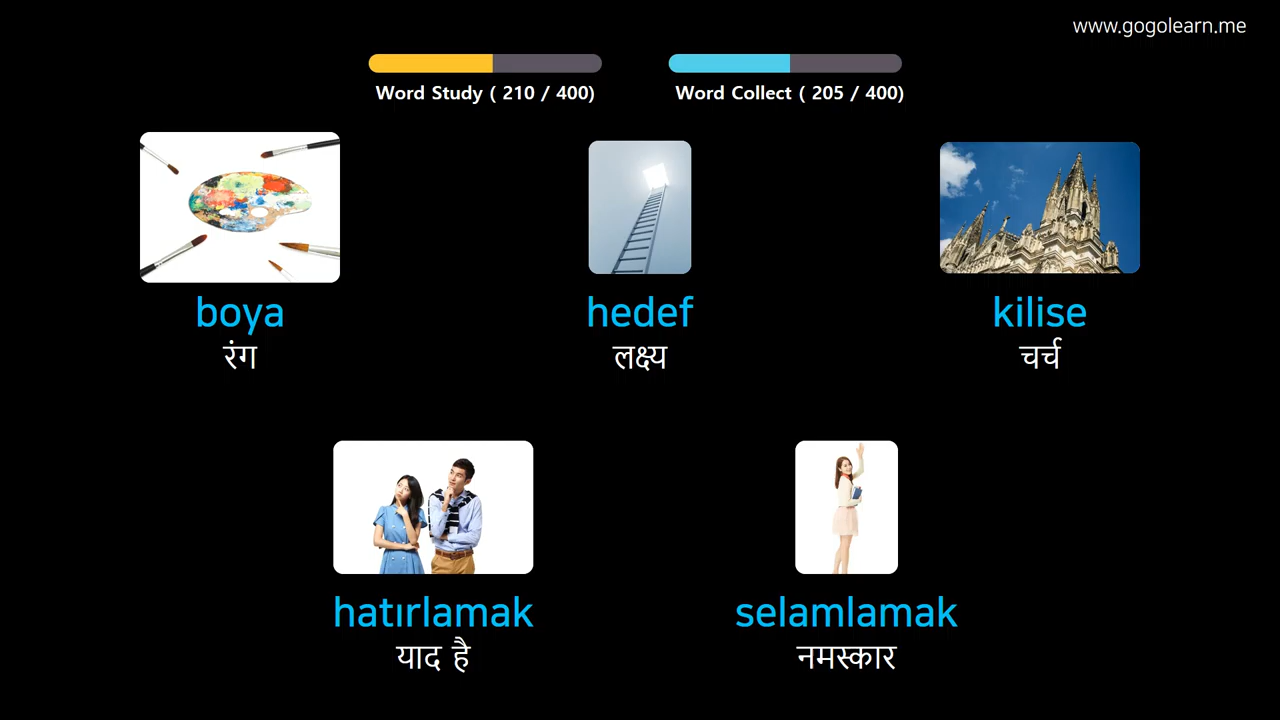 www.gogolearn.me
Word Study ( 210 / 400)
Word Collect ( 205 / 400)
boya
hedef
kilise
रंग
लक्ष्य
चर्च
hatırlamak
selamlamak
याद है
नमस्कार